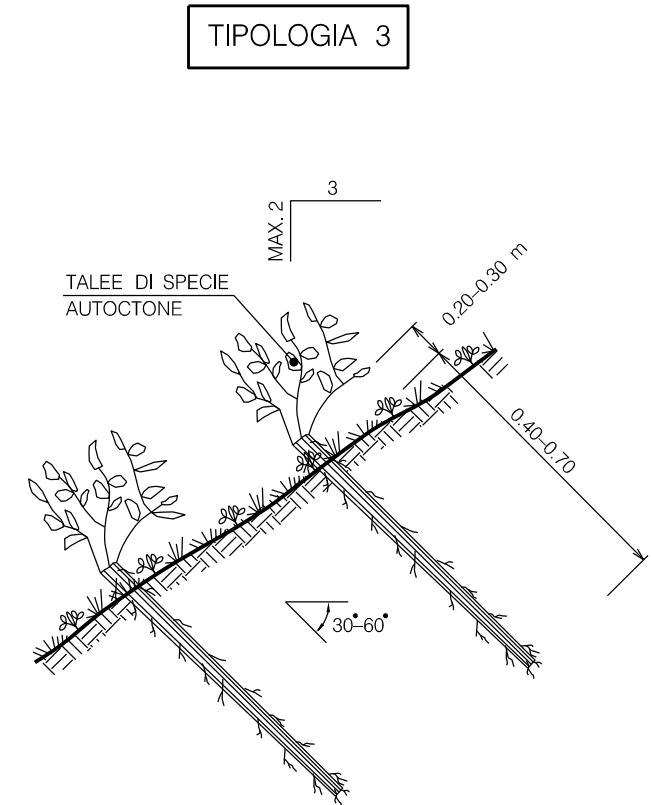 TIPOLOGIA 3
3
MAX. 2
TALEE DI SPECIE
AUTOCTONE
0.20–0.30 m
0.40–0.70
30°–60°